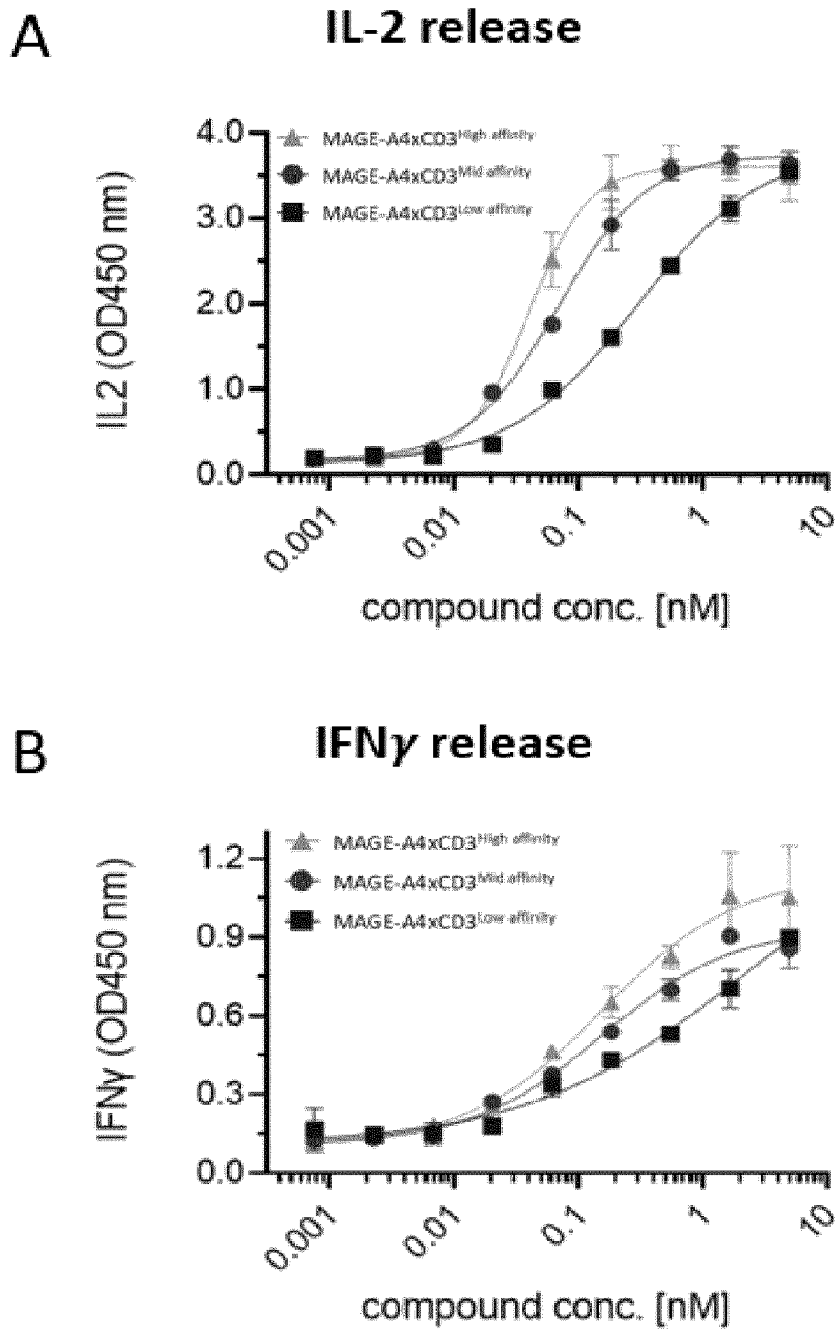 A
IL-2 release
MAGE-A4xCD3High affinity
MAGE-A4xCD3Mid affinity
MAGE-A4xCD3Low affinity
4.0
3.0
2.0
1.0
0.0
IL2 (OD450 nm)
0.001
0.01
0.1
1
10
compound conc. [nM]
B
IFNγ release
MAGE-A4xCD3High affinity
MAGE-A4xCD3Mid affinity
MAGE-A4xCD3Low affinity
1.2
0.9
0.6
0.3
0.0
IFNγ (OD450 nm)
0.001
0.01
0.1
1
10
compound conc. [nM]